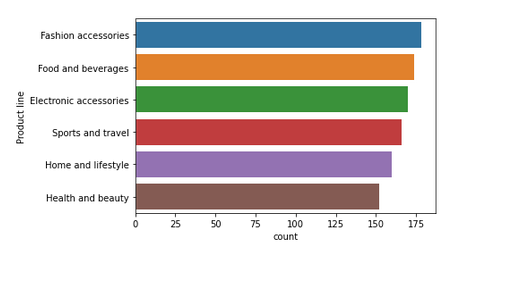 Product line
Fashion accessories
Food and beverages
Electronic accessories
Sports and travel
Home and lifestyle
Health and beauty
0 25 50 75 100 125 150 175
count